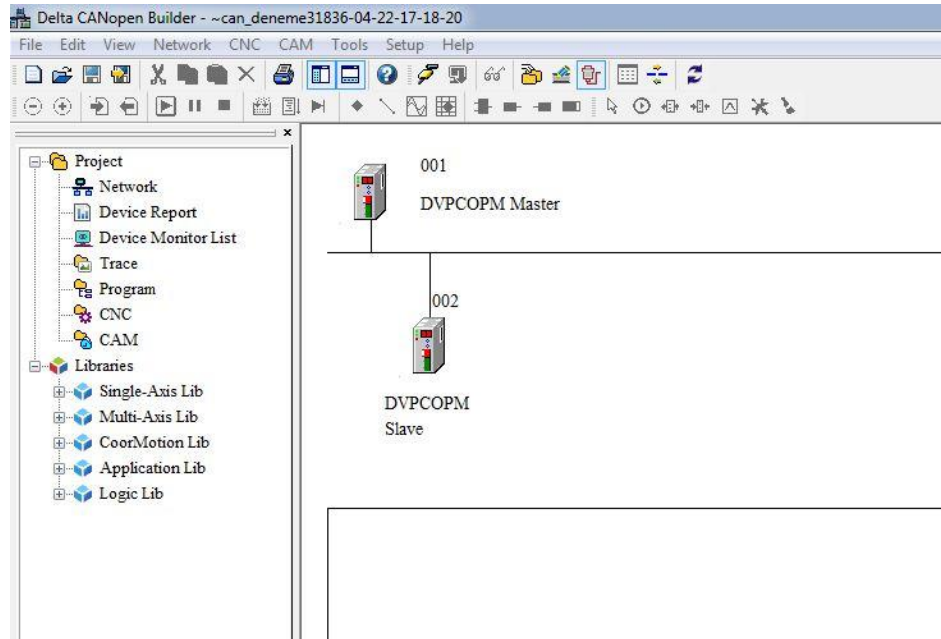 Delta CANopen Builder - ~can_deneme31836-04-22-17-18-20
File Edit View Network CNC CAM Tools Setup Help
Project
Network
Device Report
Device Monitor List
Trace
Program
CNC
CAM
Libraries
Single-Axis Lib
Multi-Axis Lib
CoorMotion Lib
Application Lib
Logic Lib
001
DVPCOPM Master
002
DVPCOPM
Slave